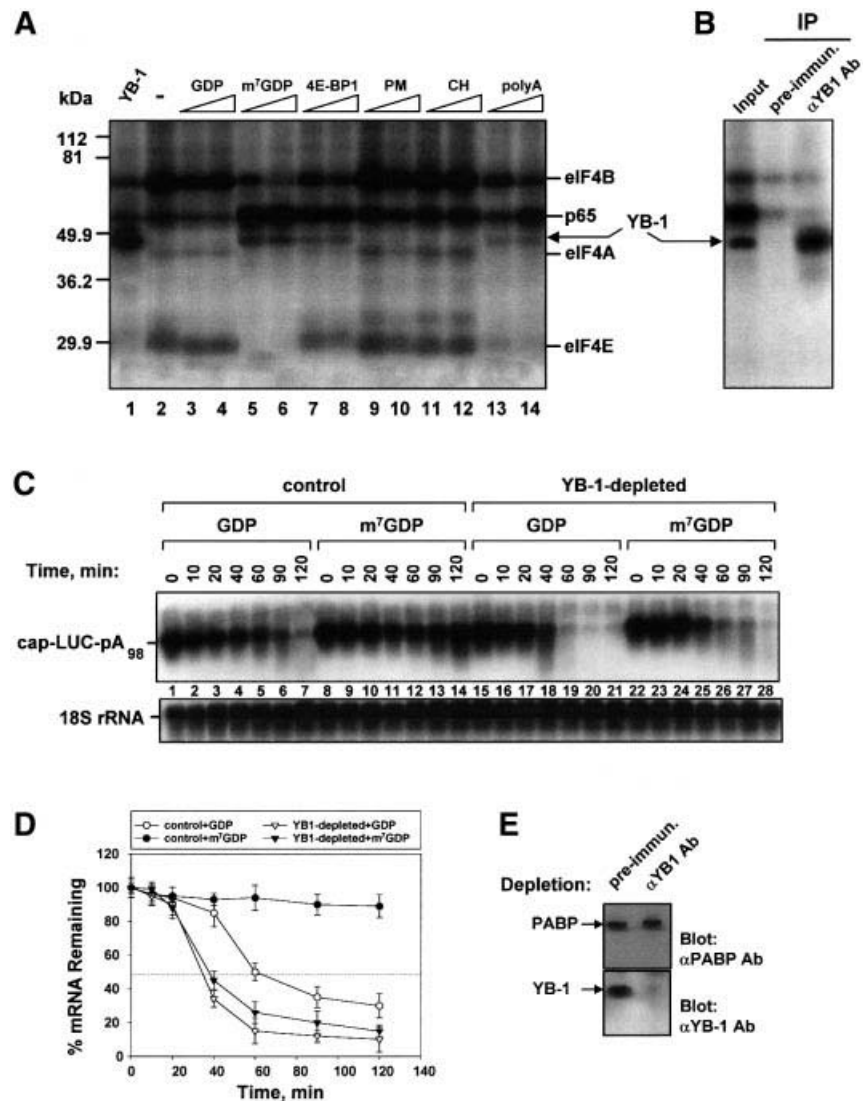 A
YB-1 - GDP m⁷GDP 4E-BP1 PM CH polyA
kDa
112
81
49.9
36.2
29.9
eIF4B
p65
YB-1
eIF4A
eIF4E
1 2 3 4 5 6 7 8 9 10 11 12 13 14
B
IP
Input pre-immun. αYB1 Ab
C
control YB-1-depleted
GDP m⁷GDP GDP m⁷GDP
Time, min: 0 10 20 40 60 90 120 0 10 20 40 60 90 120 0 10 20 40 60 90 120 0 10 20 40 60 90 120
cap-LUC-pA₉₈
1 2 3 4 5 6 7 8 9 10 11 12 13 14 15 16 17 18 19 20 21 22 23 24 25 26 27 28
18S rRNA
D
control+GDP YB1-depleted+GDP
control+m⁷GDP YB1-depleted+m⁷GDP
% mRNA Remaining
120
100
80
60
40
20
0
0 20 40 60 80 100 120 140
Time, min
E
Depletion: pre-immun. αYB1 Ab
PABP
Blot:
αPABP Ab
YB-1
Blot:
αYB-1 Ab